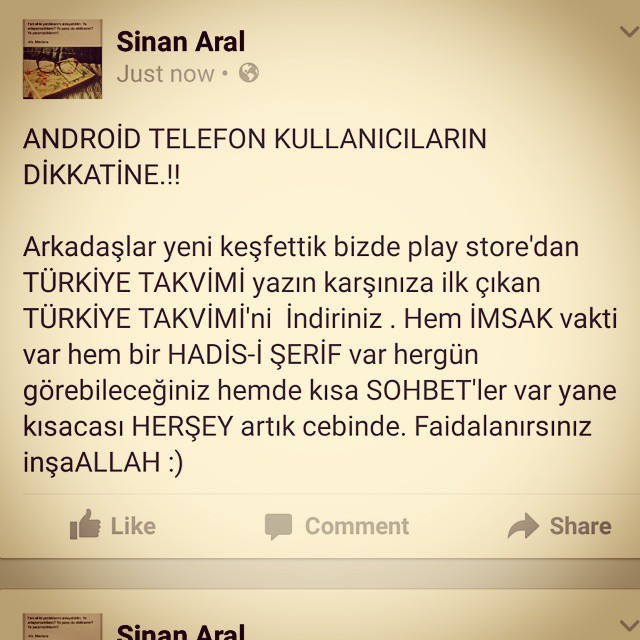 Sinan Aral
Just now
ANDROİD TELEFON KULLANICILARIN
DİKKATİNE.!!
Arkadaşlar yeni keşfettik bizde play store'dan
TÜRKİYE TAKVİMİ yazın karşınıza ilk çıkan
TÜRKİYE TAKVİMİ'ni  İndiriniz . Hem İMSAK vakti
var hem bir HADİS-İ ŞERİF var hergün
görebileceğiniz hemde kısa SOHBET'ler var yane
kısacası HERŞEY artık cebinde. Faidalanırsınız
inşaALLAH :)
Like Comment Share
Sinan Aral